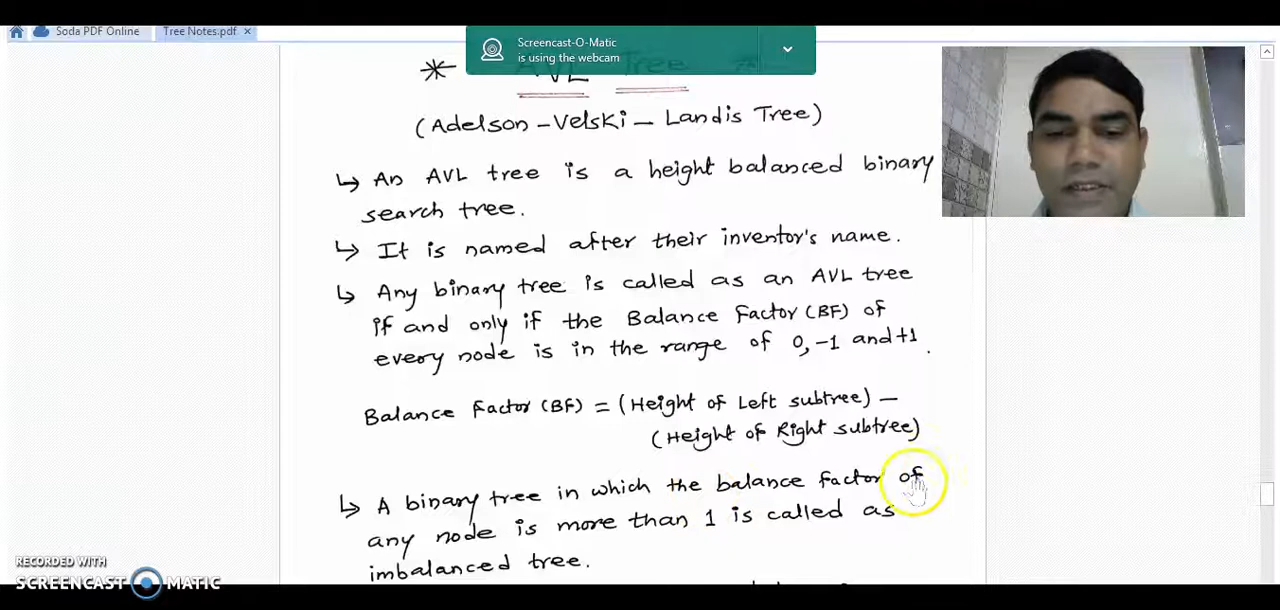 Soda PDF Online
Tree Notes.pdf ×
Screencast-O-Matic
is using the webcam
* AVL Tree *
(Adelson-Velski-Landis Tree)
↳ An AVL tree is a height balanced binary
search tree.
↳ It is named after their inventor's name.
↳ Any binary tree is called as an AVL tree
if and only if the Balance Factor (BF) of
every node is in the range of 0, -1 and +1.
Balance Factor (BF) = (Height of Left subtree) -
(Height of Right subtree)
↳ A binary tree in which the balance factor of
any node is more than 1 is called as
imbalanced tree.
RECORDED WITH
SCREENCAST MATIC